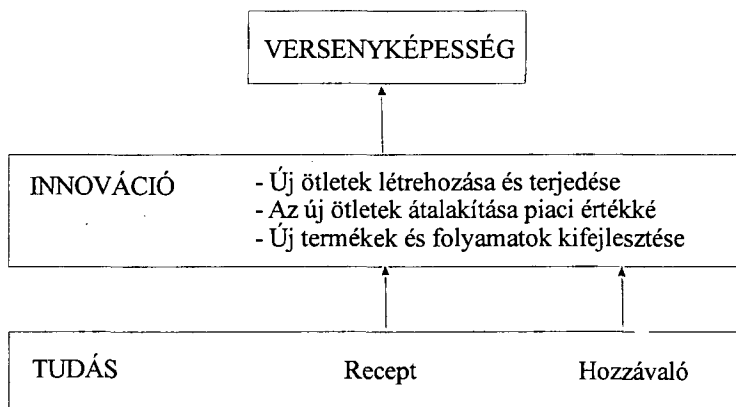 VERSENYKÉPESSÉG
INNOVÁCIÓ - Új ötletek létrehozása és terjedése
- Az új ötletek átalakítása piaci értékké
- Új termékek és folyamatok kifejlesztése
TUDÁS Recept Hozzávaló